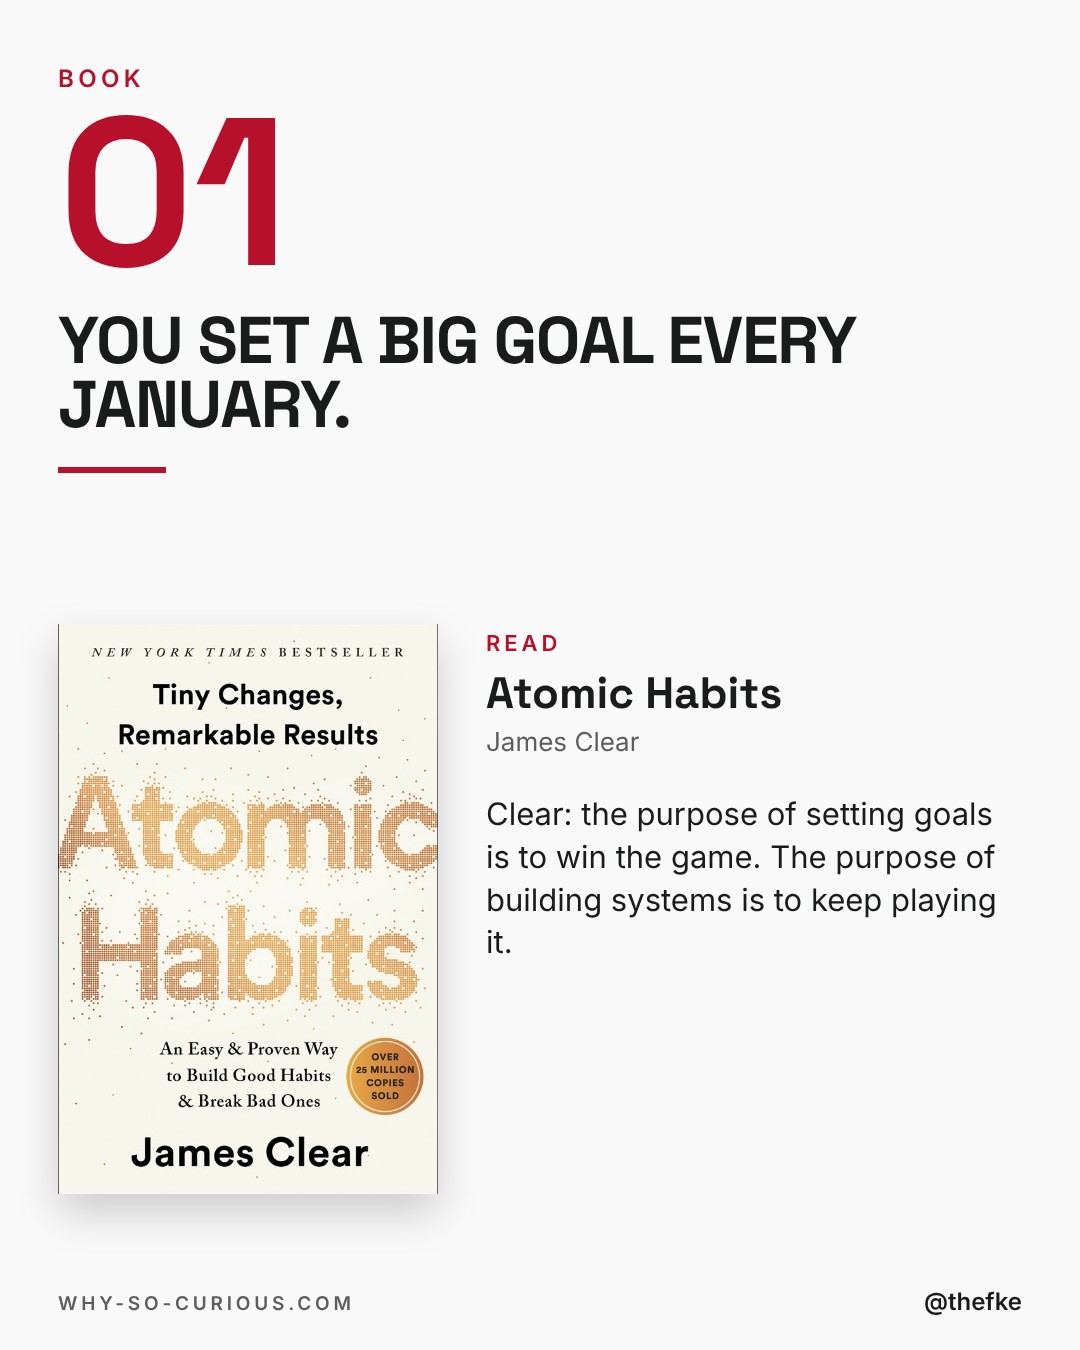 BOOK
01
YOU SET A BIG GOAL EVERY
JANUARY.
NEW YORK TIMES BESTSELLER
Tiny Changes,
Remarkable Results
Atomic
Habits
An Easy & Proven Way
to Build Good Habits
& Break Bad Ones
OVER
25 MILLION
COPIES
SOLD
James Clear
READ
Atomic Habits
James Clear
Clear: the purpose of setting goals
is to win the game. The purpose of
building systems is to keep playing
it.
WHY-SO-CURIOUS.COM
@thefke